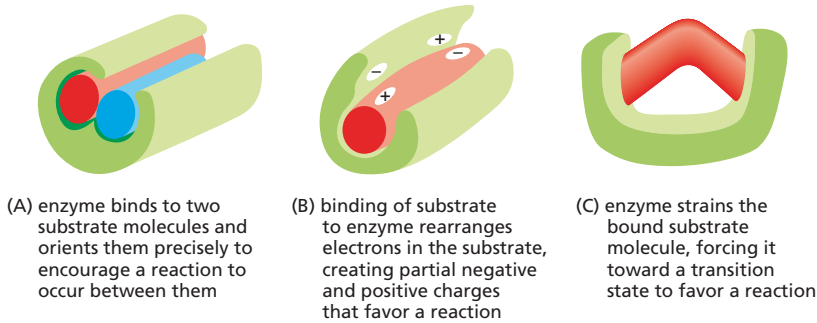 +
−
−
+
(A) enzyme binds to two
substrate molecules and
orients them precisely to
encourage a reaction to
occur between them
(B) binding of substrate
to enzyme rearranges
electrons in the substrate,
creating partial negative
and positive charges
that favor a reaction
(C) enzyme strains the
bound substrate
molecule, forcing it
toward a transition
state to favor a reaction